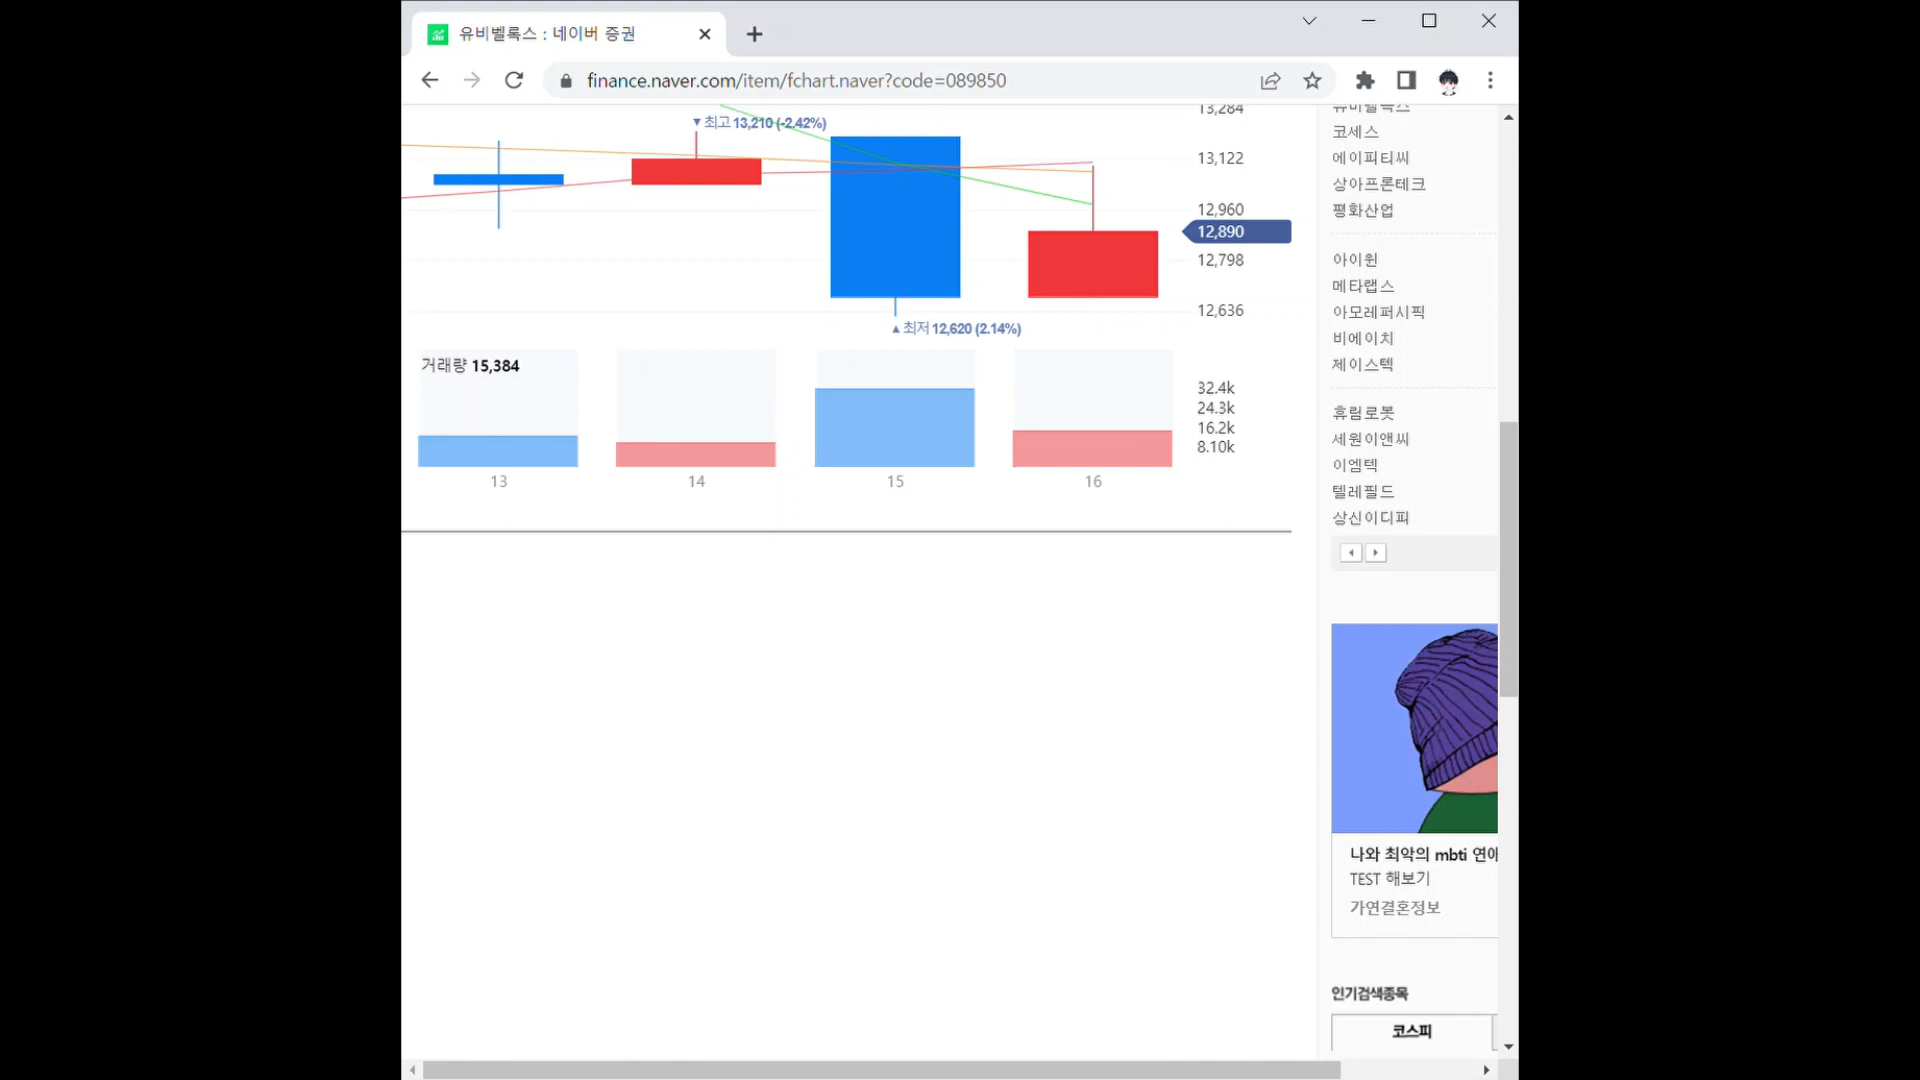 유비벨록스 : 네이버 증권
finance.naver.com/item/fchart.naver?code=089850
▼최고 13,210 (-2.42%)
13,284
13,122
12,960
12,890
12,798
12,636
▲최저 12,620 (2.14%)
거래량 15,384
32.4k
24.3k
16.2k
8.10k
13
14
15
16
유비벨록스
코세스
에이피티씨
상아프론테크
평화산업
아이윈
메타랩스
아모레퍼시픽
비에이치
제이스텍
휴림로봇
세원이앤씨
이엠텍
텔레필드
상신이디피
나와 최악의 mbti 연애
TEST 해보기
가연결혼정보
인기검색종목
코스피